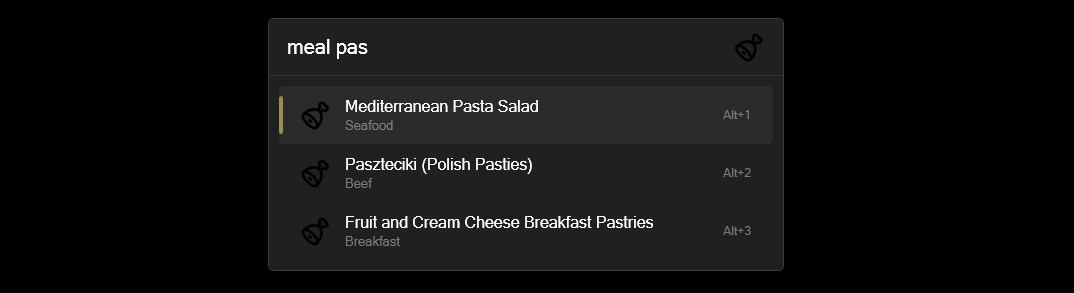 meal pas
Mediterranean Pasta Salad
Seafood
Alt+1
Paszteciki (Polish Pasties)
Beef
Alt+2
Fruit and Cream Cheese Breakfast Pastries
Breakfast
Alt+3